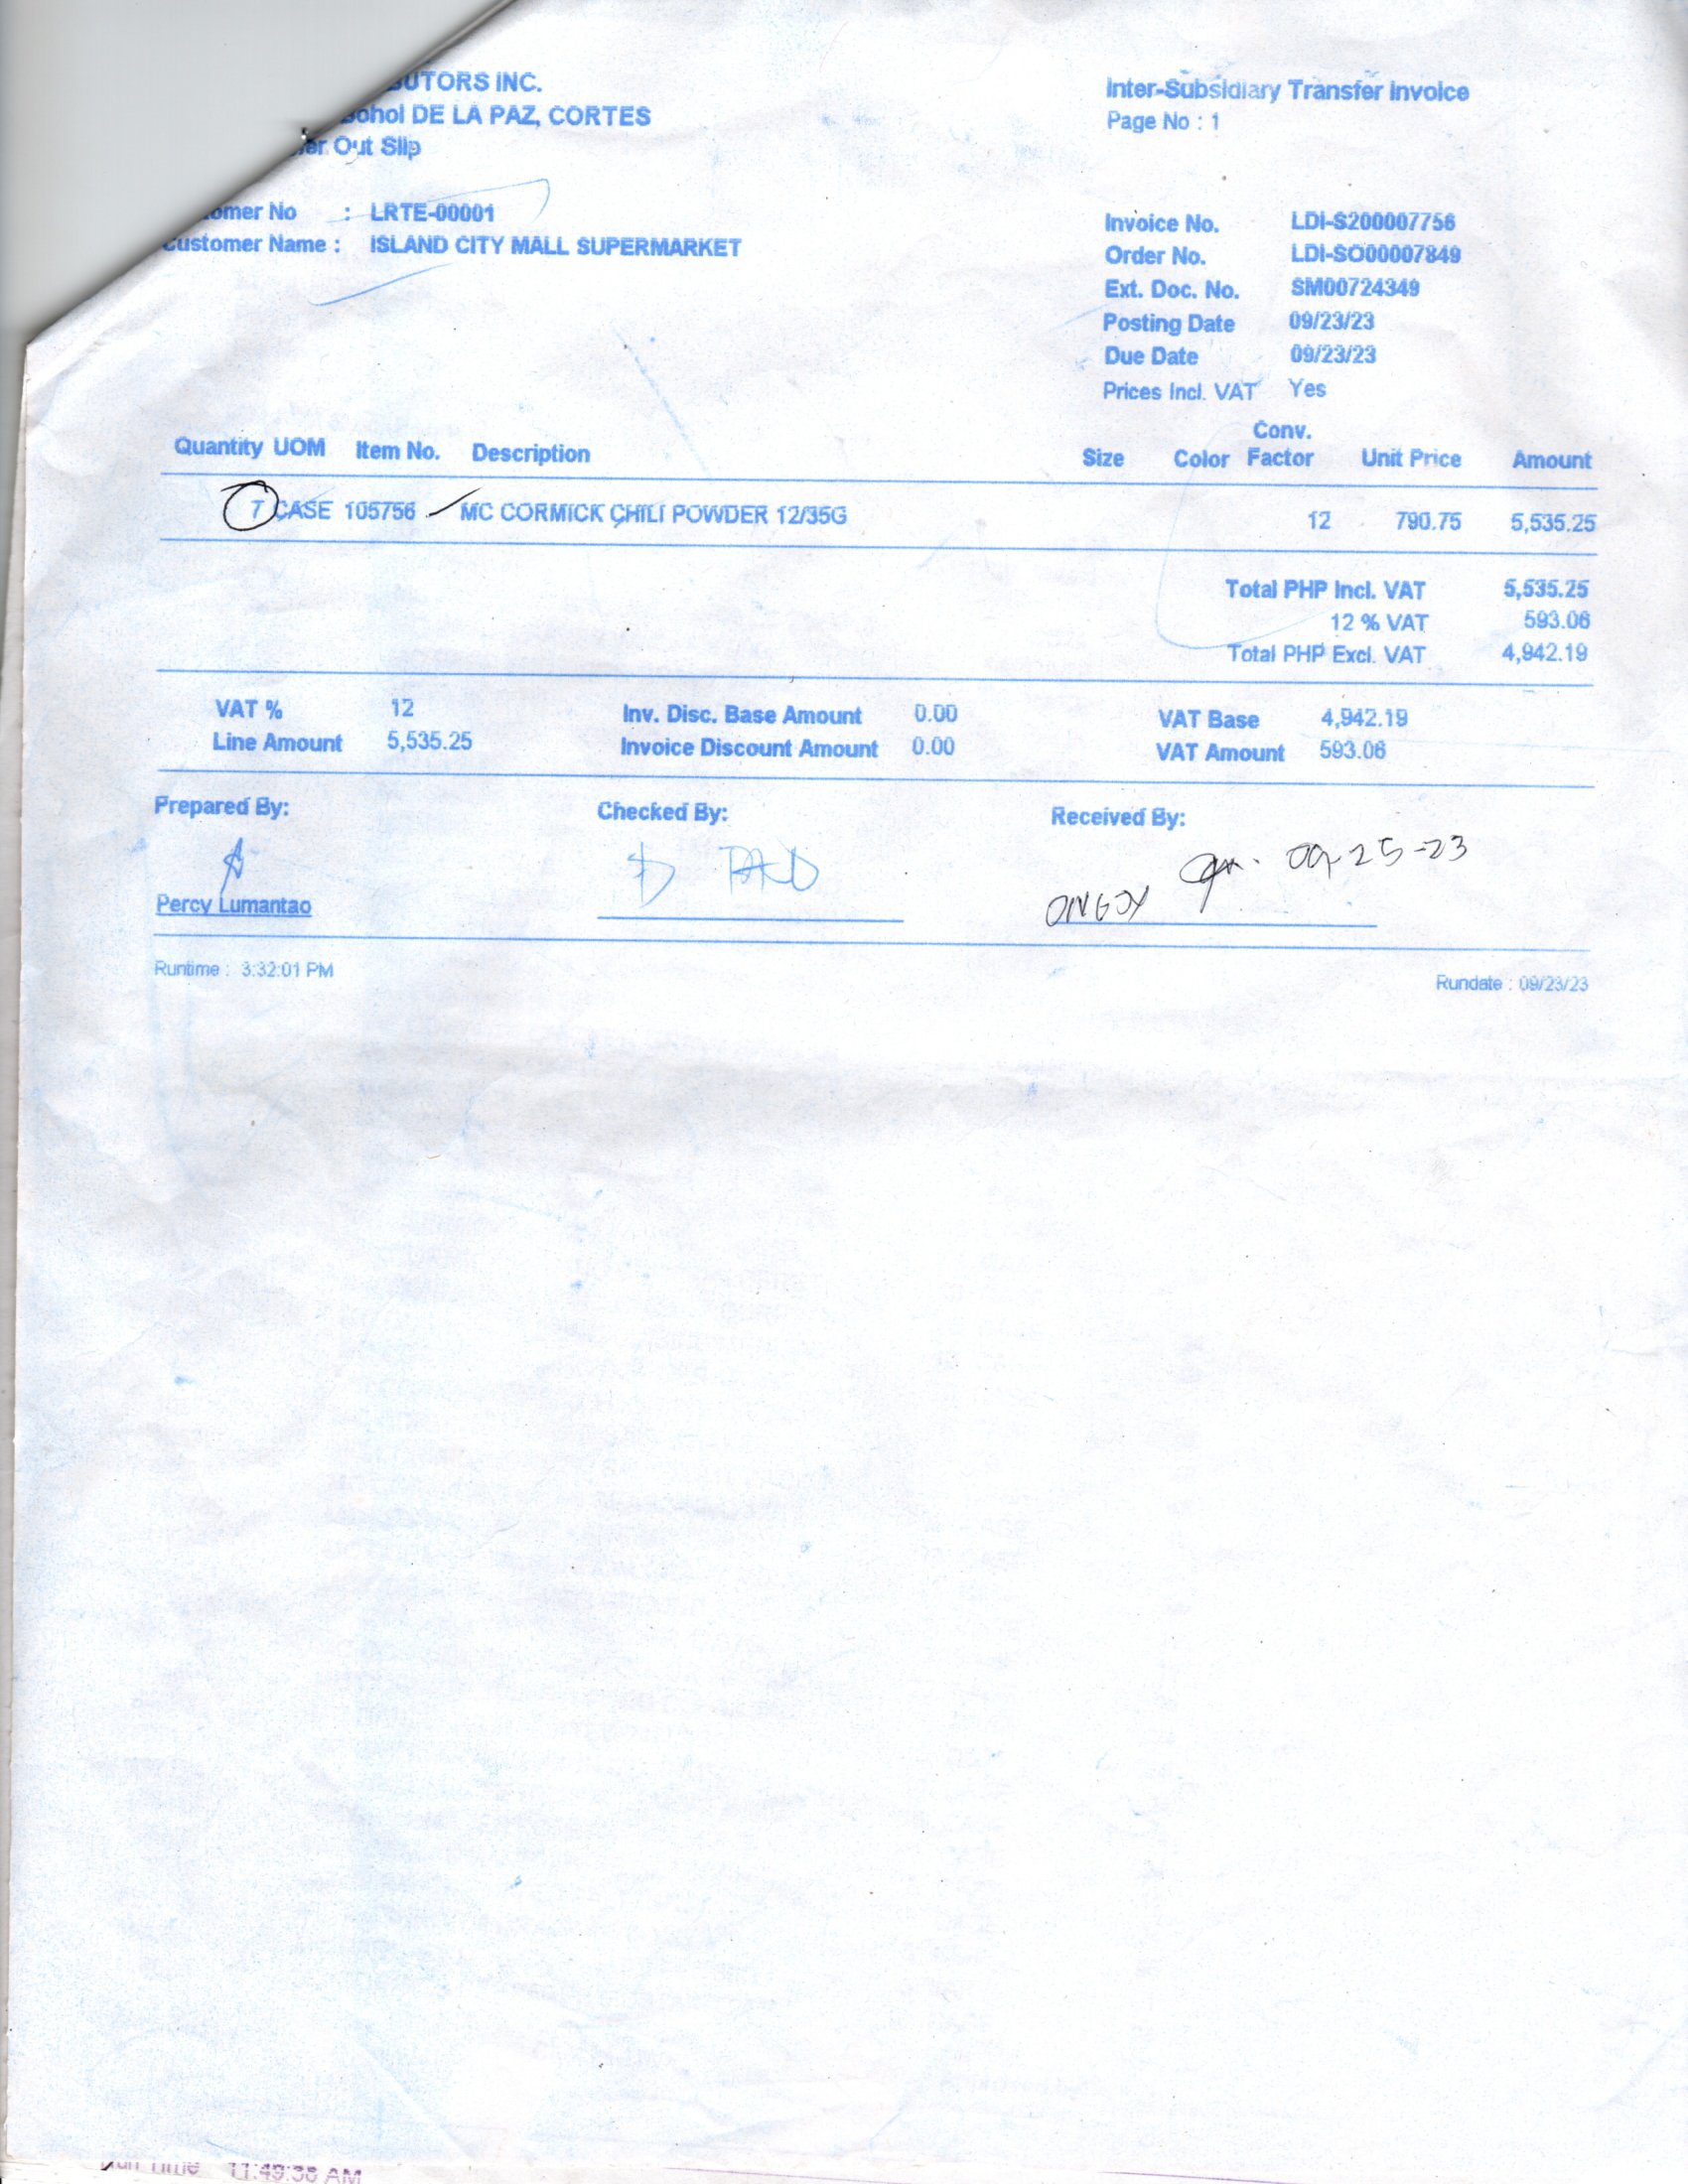 BUTORS INC.
Bohol DE LA PAZ, CORTES
er Out Slip
Inter-Subsidiary Transfer Invoice
Page No : 1
omer No : LRTE-00001
Customer Name : ISLAND CITY MALL SUPERMARKET
Invoice No. LDI-S200007756
Order No. LDI-SO00007849
Ext. Doc. No. SM00724349
Posting Date 09/23/23
Due Date 09/23/23
Prices Incl. VAT Yes
Quantity UOM Item No. Description Size Color Conv. Factor Unit Price Amount
7 CASE 105756 MC CORMICK CHILI POWDER 12/35G 12 790.75 5,535.25
Total PHP Incl. VAT 5,535.25
12 % VAT 593.06
Total PHP Excl. VAT 4,942.19
VAT % 12 Inv. Disc. Base Amount 0.00 VAT Base 4,942.19
Line Amount 5,535.25 Invoice Discount Amount 0.00 VAT Amount 593.06
Prepared By: Checked By: Received By:
09-25-23
Percy Lumantao ONGOY
Runtime : 3:32:01 PM Rundate : 09/23/23
Run Time 11:49:38 AM